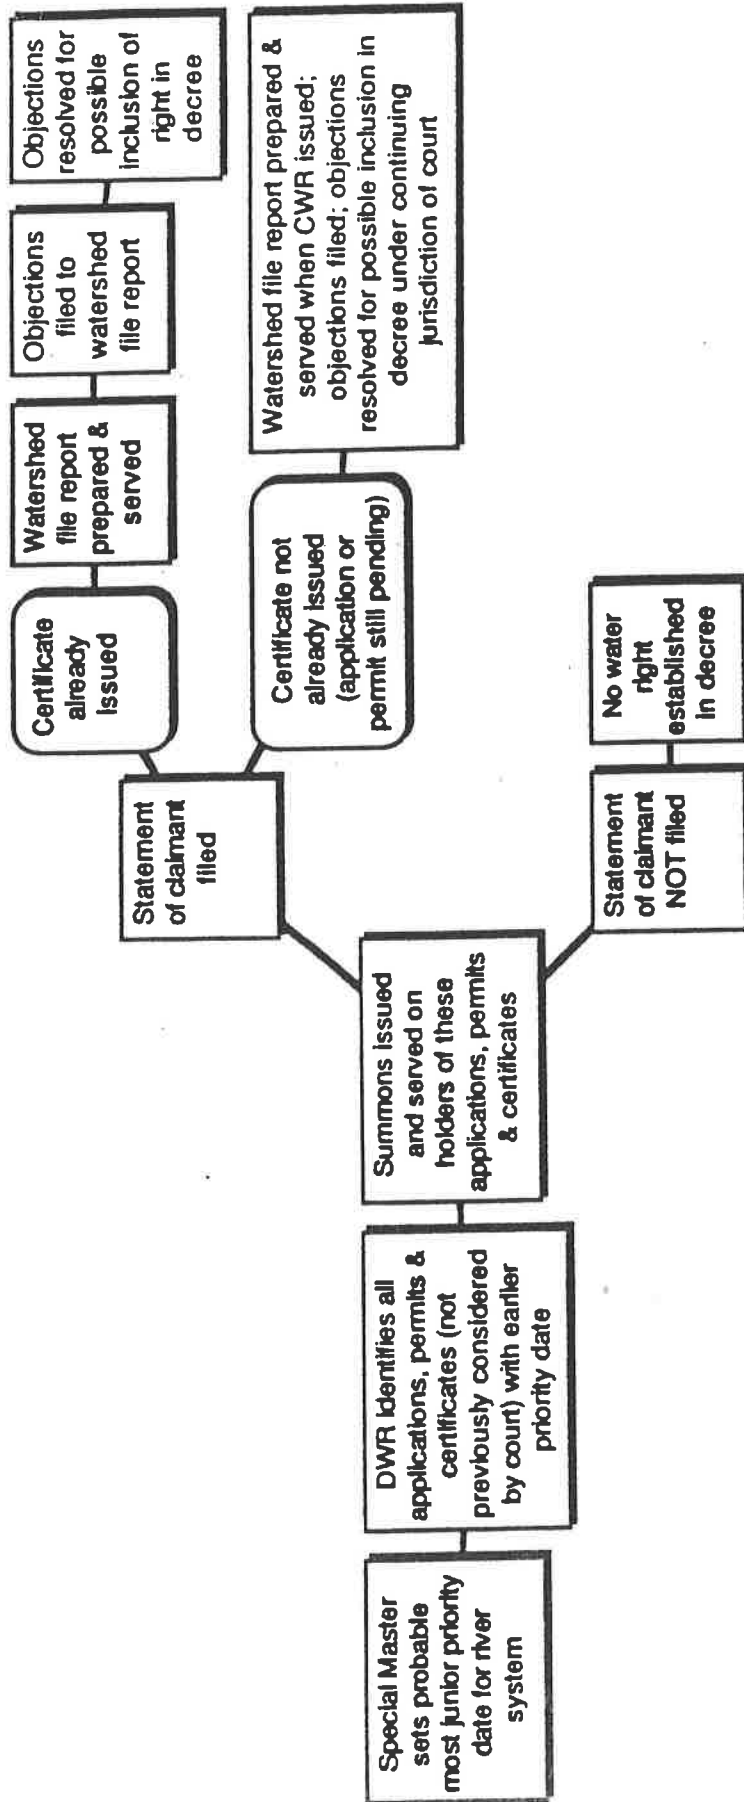 Special Master
sets probable
most junior priority
date for river
system
DWR identifies all
applications, permits &
certificates (not
previously considered
by court) with earlier
priority date
Summons issued
and served on
holders of these
applications, permits
& certificates
Statement
of claimant
filed
Certificate
already
issued
Watershed
file report
prepared &
served
Objections
filed to
watershed
file report
Objections
resolved for
possible
inclusion of
right in
decree
Certificate not
already issued
(application or
permit still pending)
Watershed file report prepared &
served when CWR issued;
objections filed; objections
resolved for possible inclusion in
decree under continuing
jurisdiction of court
Statement
of claimant
NOT filed
No water
right
established
in decree